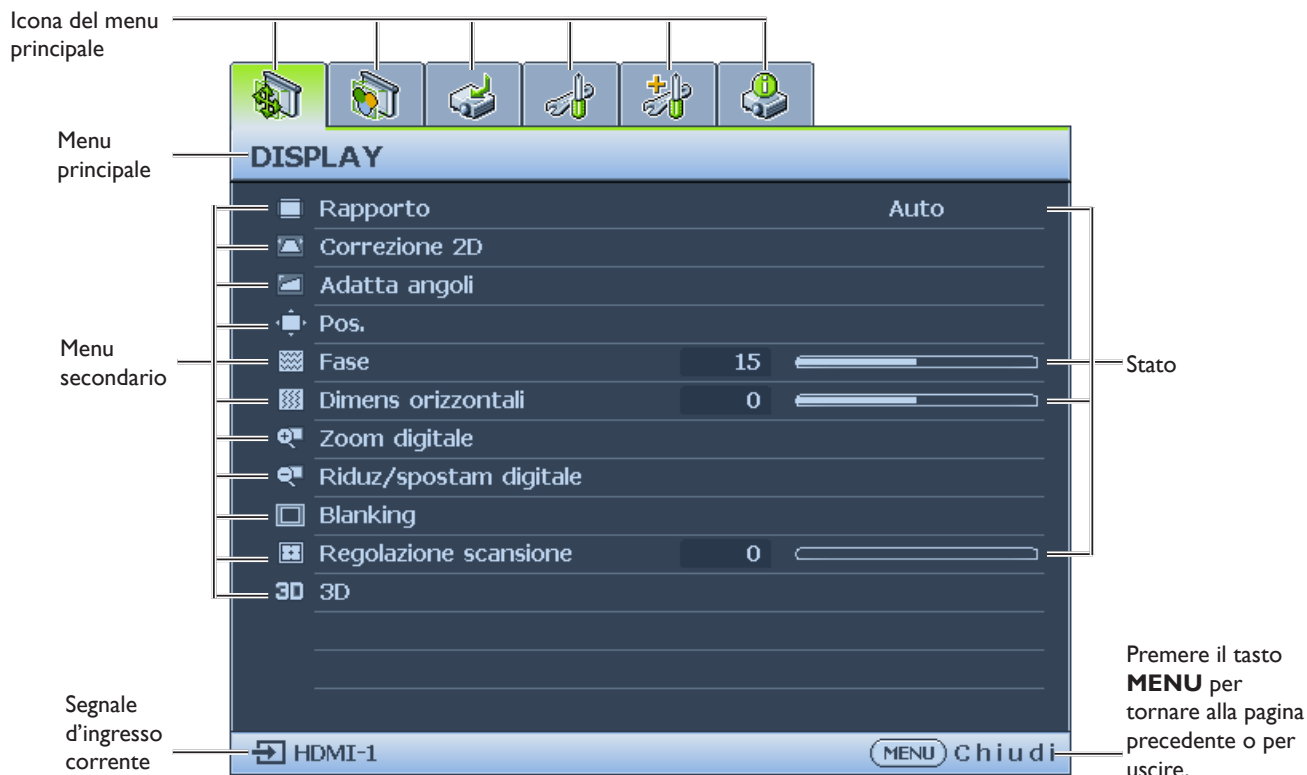 Icona del menu
principale
Menu
principale
DISPLAY
Rapporto Auto
Correzione 2D
Adatta angoli
Pos.
Menu
secondario
Fase 15
Stato
Dimens orizzontali 0
Zoom digitale
Riduz/spostam digitale
Blanking
Regolazione scansione 0
3D 3D
Segnale
d'ingresso
corrente
HDMI-1
MENU Chiudi
Premere il tasto
MENU per
tornare alla pagina
precedente o per
uscire.